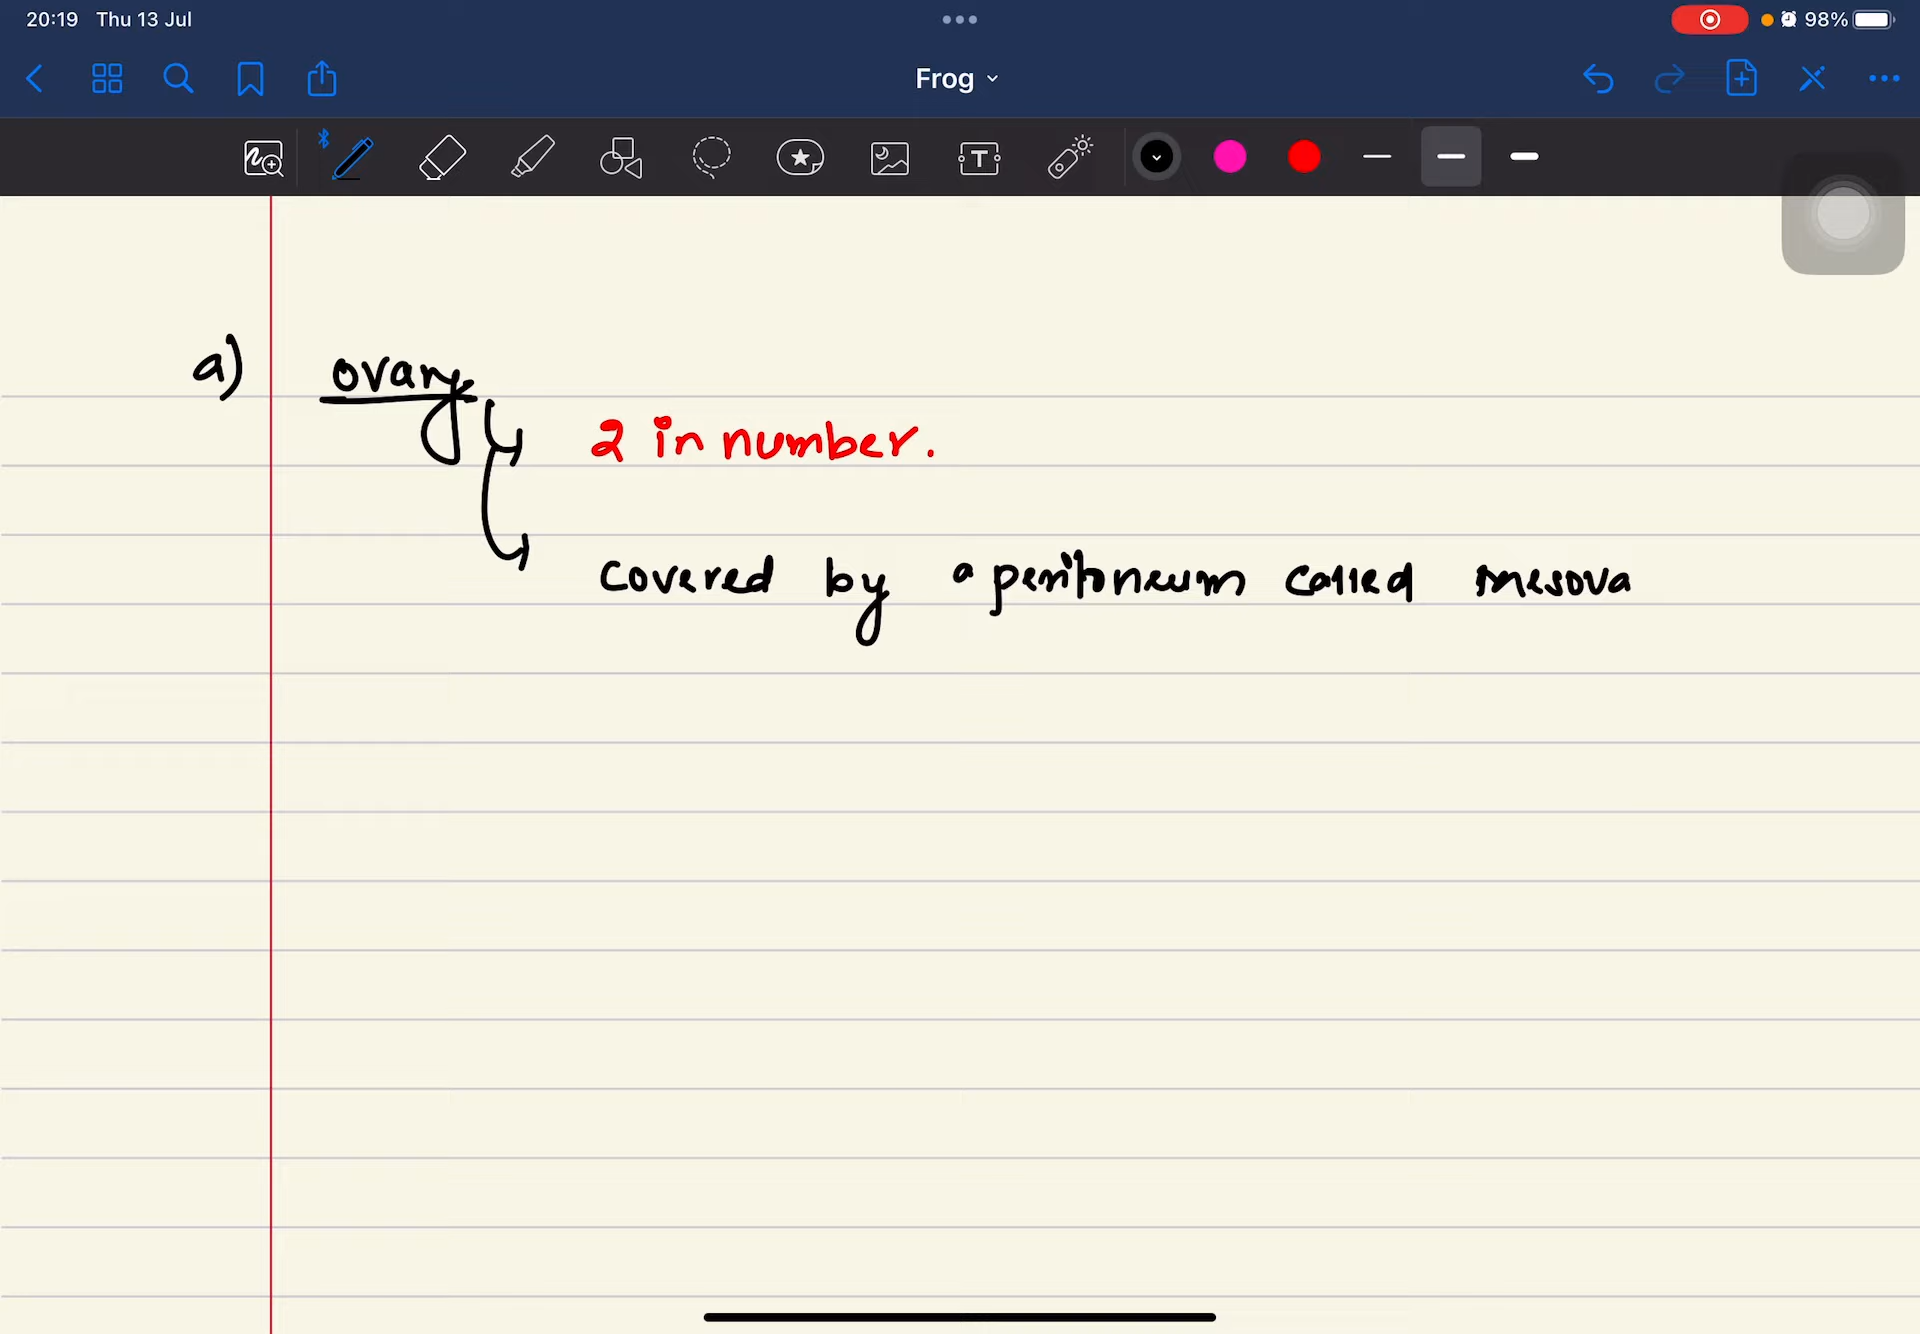 20:19 Thu 13 Jul
98%
Frog
T
a) ovary
2 in number.
covered by a peritoneum called mesova